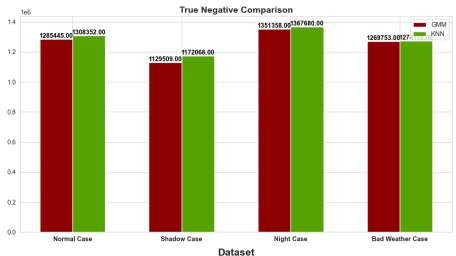 True Negative Comparison
1e6
GMM
KNN
1285445.00
1308352.00
1129509.00
1172068.00
1351358.00
1367680.00
1269753.00
1.4
1.2
1.0
0.8
0.6
0.4
0.2
0.0
Normal Case
Shadow Case
Night Case
Bad Weather Case
Dataset